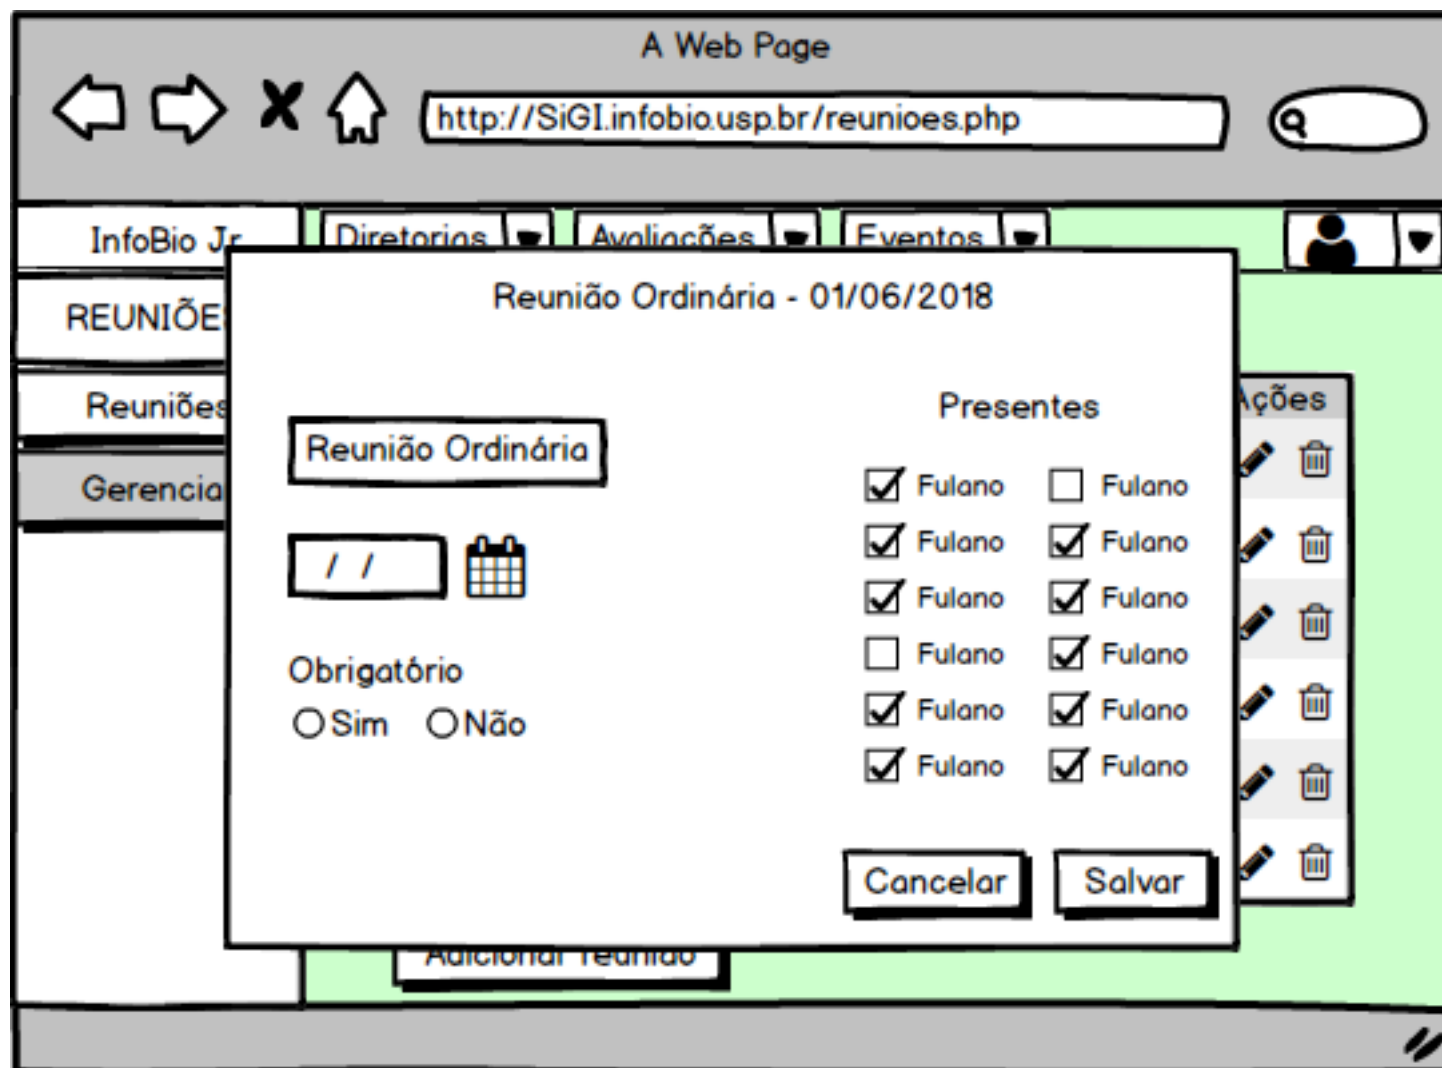 A Web Page
http://SiGI.infobio.usp.br/reunioes.php
InfoBio Jr
Diretorias
Avaliações
Eventos
REUNIÕE
Reuniões
Gerencia
Reunião Ordinária - 01/06/2018
Reunião Ordinária
/ /
Obrigatório
Sim Não
Presentes
Fulano Fulano
Fulano Fulano
Fulano Fulano
Fulano Fulano
Fulano Fulano
Fulano Fulano
Cancelar Salvar
Ações
Adicionar reunião